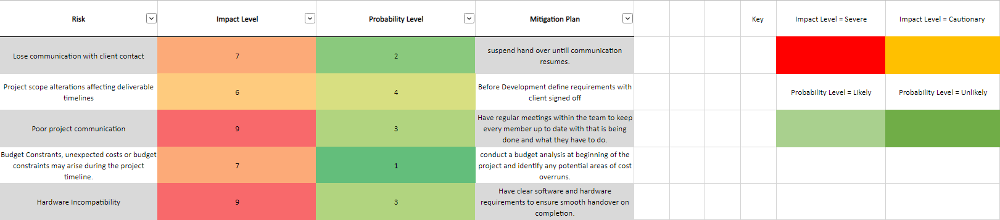 Risk
Impact Level
Probability Level
Mitigation Plan
Key
Impact Level = Severe
Impact Level = Cautionary
Lose communication with client contact
7
2
suspend hand over untill communication
resumes.
Project scope alterations affecting deliverable
timelines
6
4
Before Development define requirements with
client signed off
Probability Level = Likely
Probability Level = Unlikely
Poor project communication
9
3
Have regular meetings within the team to keep
every member up to date with that is being
done and what they have to do.
Budget Constrants, unexpected costs or budget
constraints may arise during the project
timeline.
7
1
conduct a budget analysis at beginning of the
project and identify any potential areas of cost
overruns.
Hardware Incompatibility
9
3
Have clear software and hardware
requirements to ensure smooth handover on
completion.